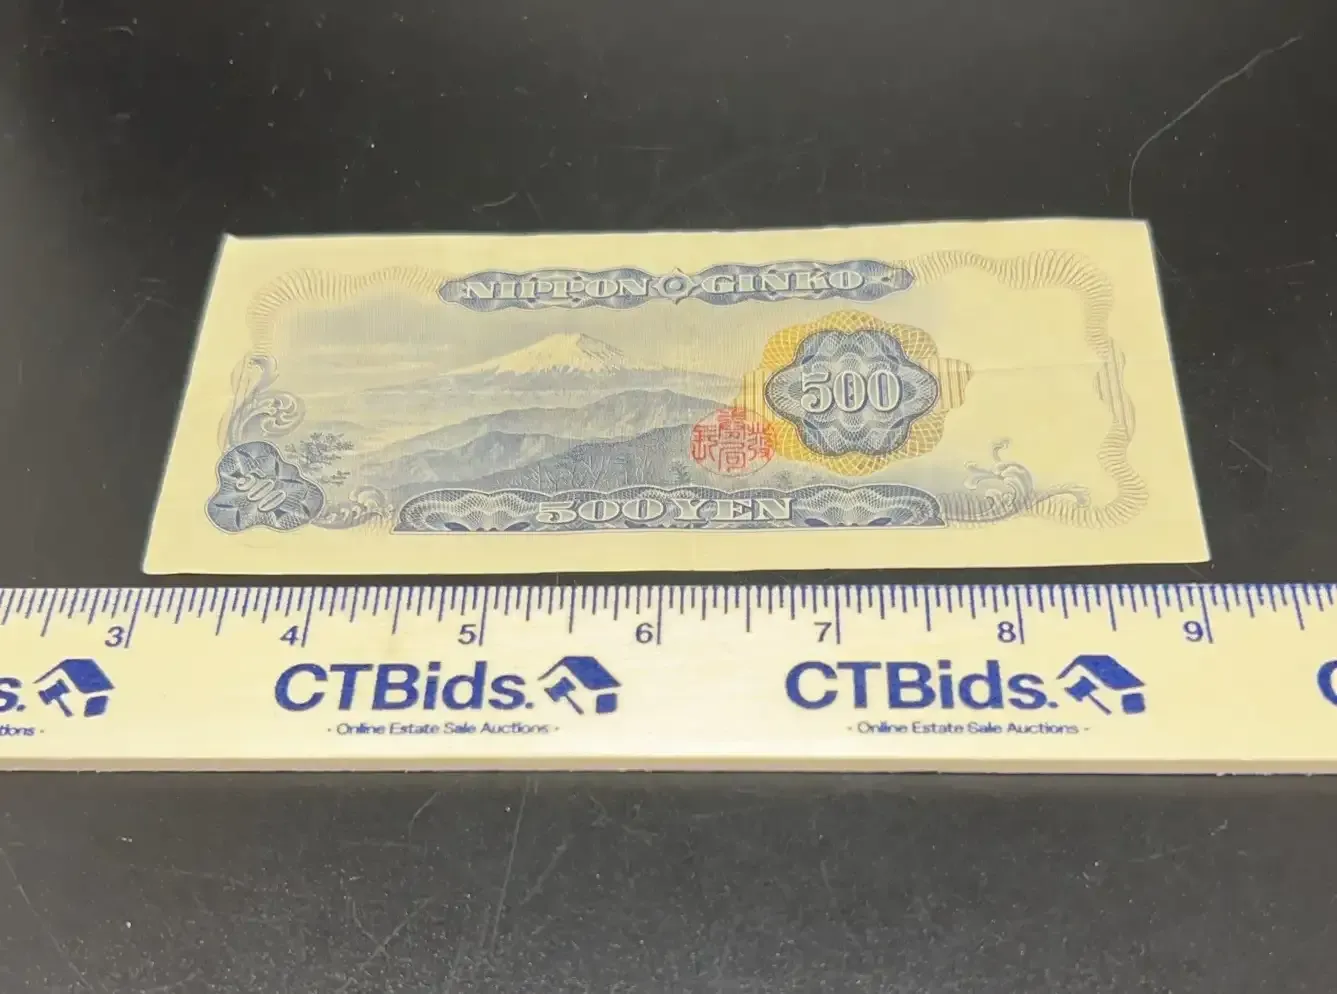 NIPPON GINKO
500
500
500 YEN
3 4 5 6 7 8 9
CTBids. CTBids.
- Online Estate Sale Auctions - - Online Estate Sale Auctions -